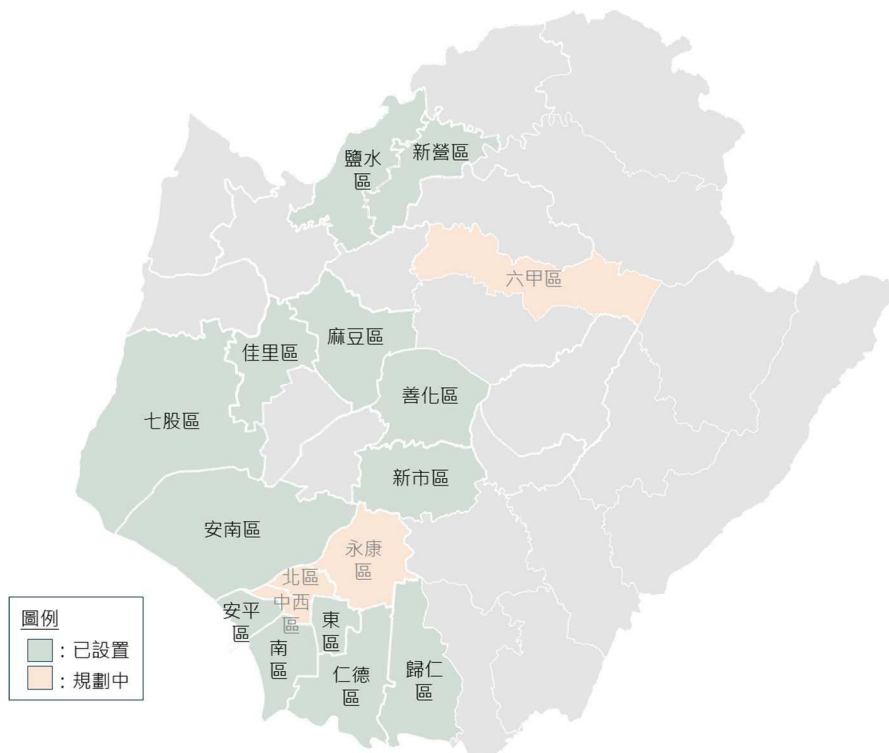 鹽水
區
新營區
六甲區
麻豆區
佳里區
善化區
七股區
新市區
安南區
永康
區
北區
中西
區
安平
區
東
區
南
區
仁德
區
歸仁
區
圖例
：已設置
：規劃中